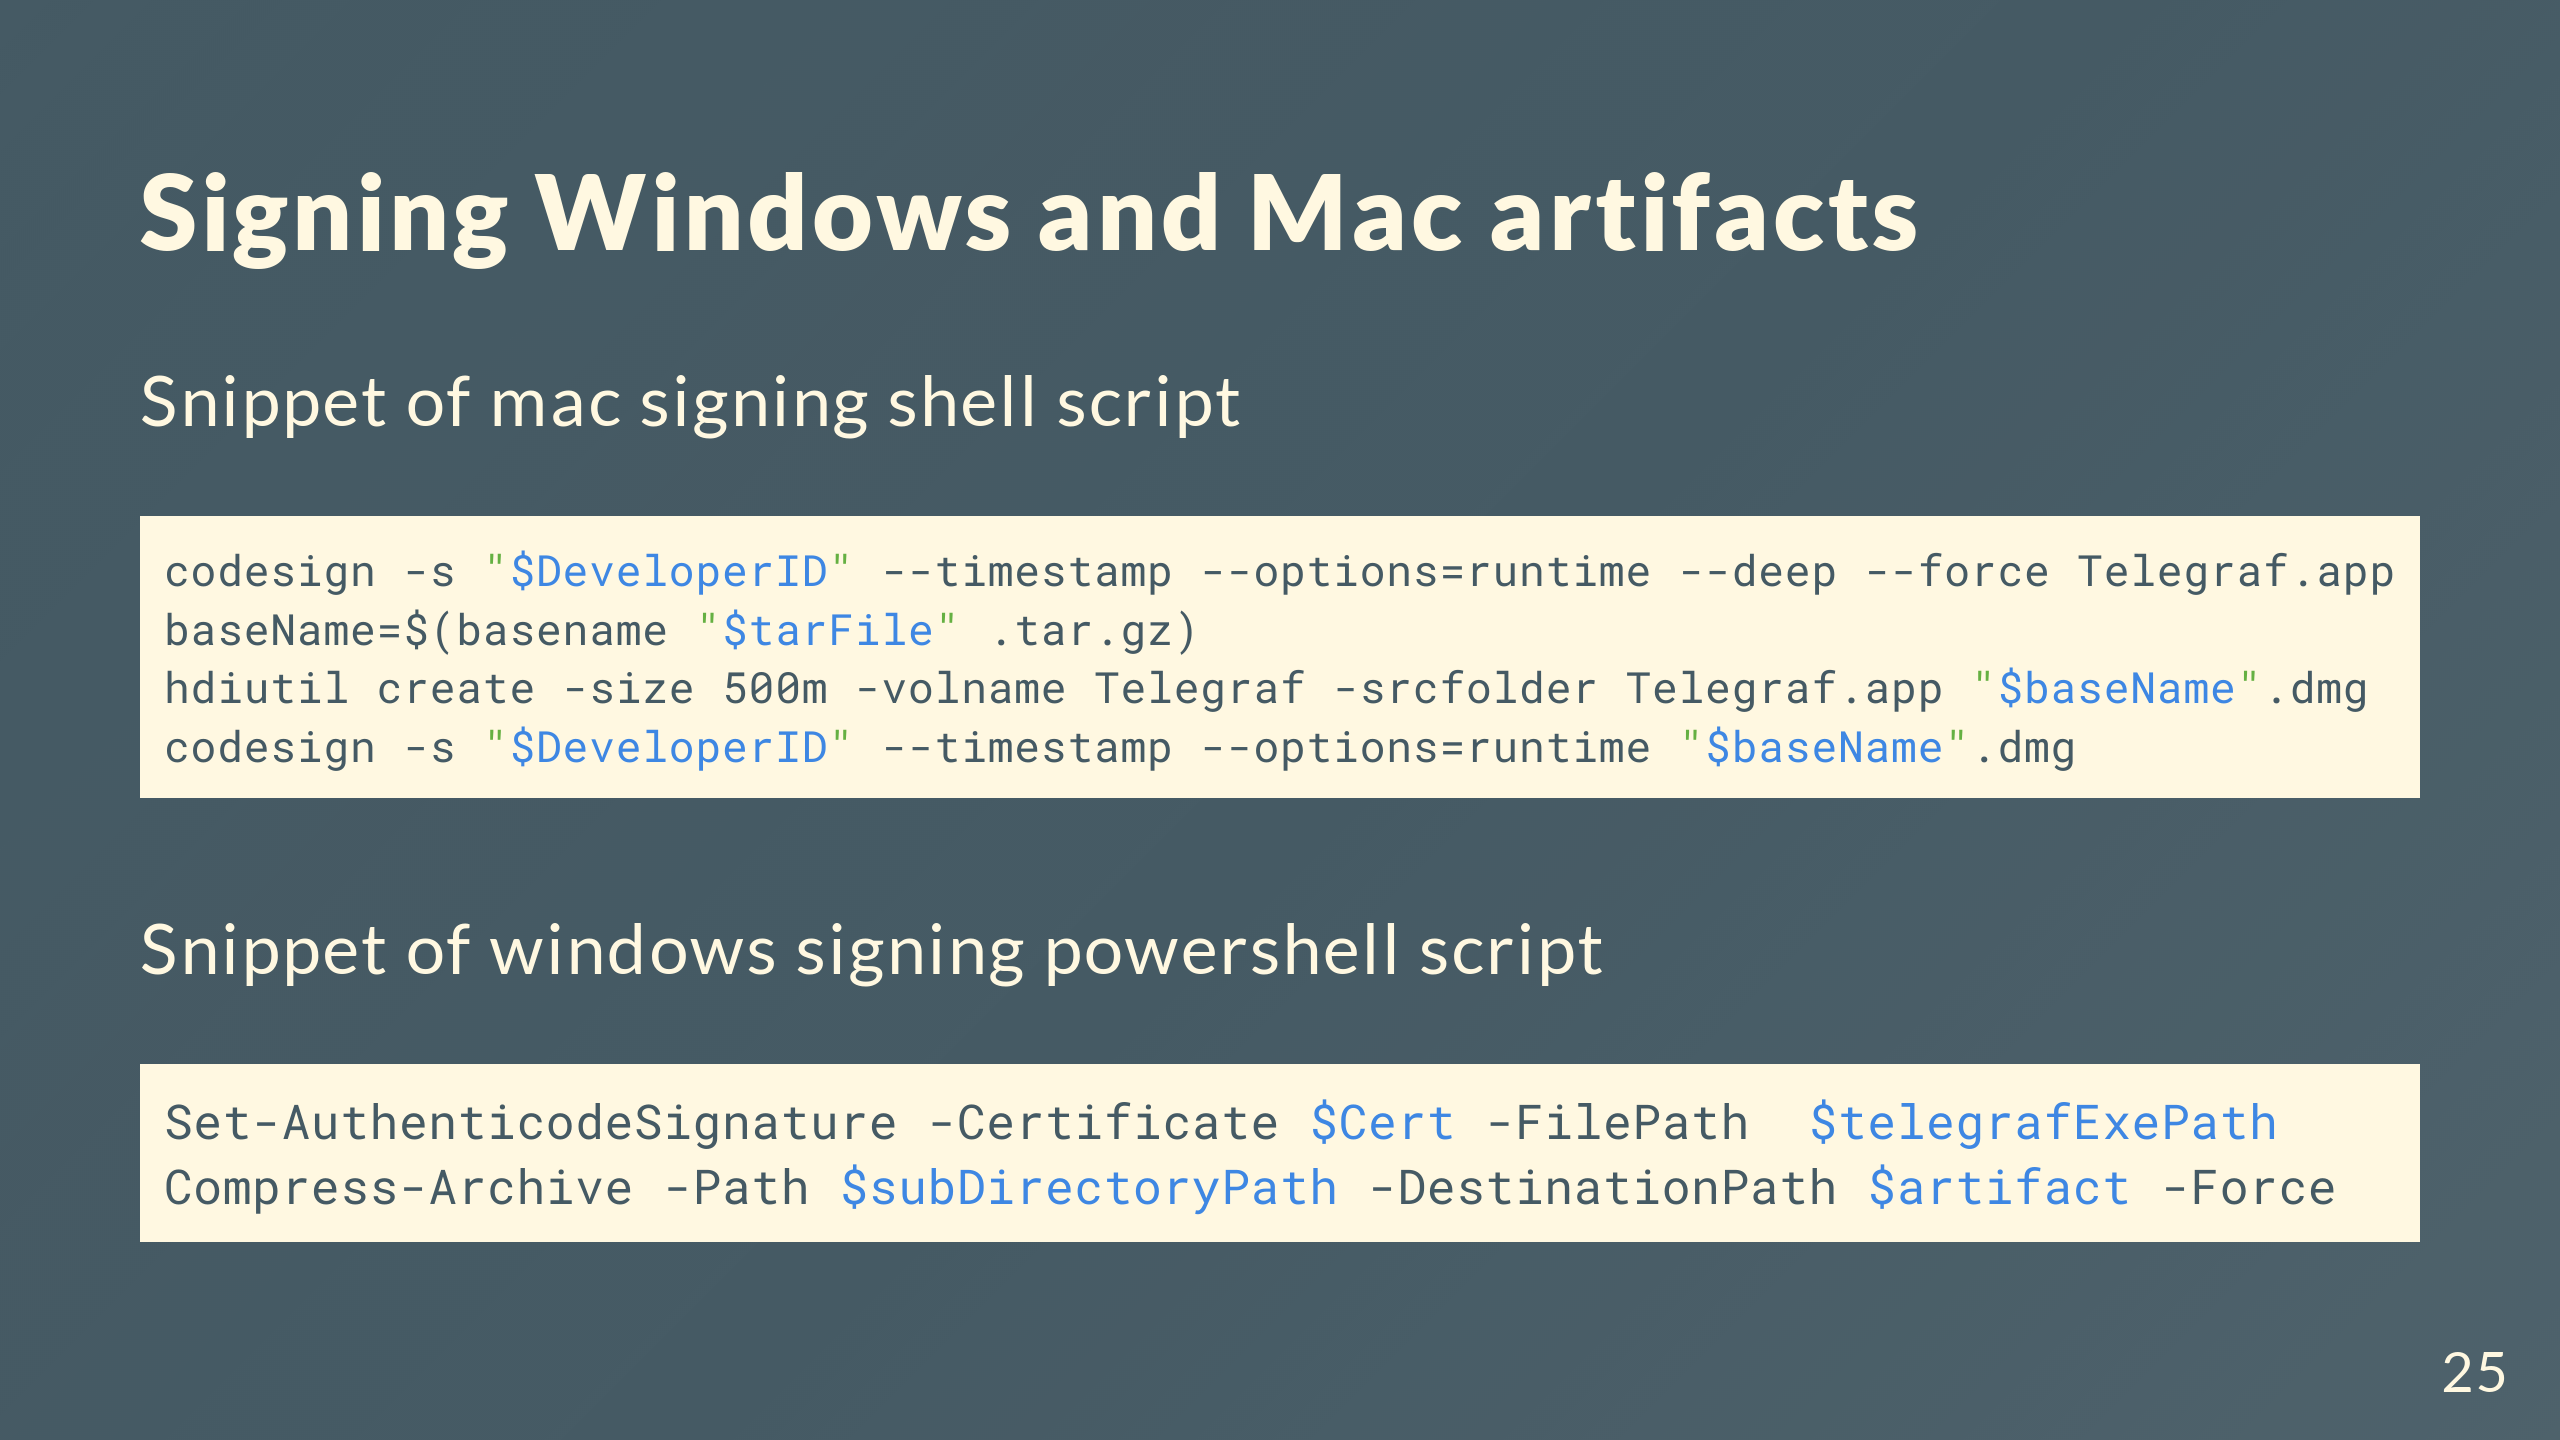 Signing Windows and Mac artifacts
Snippet of mac signing shell script
codesign -s "$DeveloperID" --timestamp --options=runtime --deep --force Telegraf.app
baseName=$(basename "$tarFile" .tar.gz)
hdiutil create -size 500m -volname Telegraf -srcfolder Telegraf.app "$baseName".dmg
codesign -s "$DeveloperID" --timestamp --options=runtime "$baseName".dmg
Snippet of windows signing powershell script
Set-AuthenticodeSignature -Certificate $Cert -FilePath  $telegrafExePath
Compress-Archive -Path $subDirectoryPath -DestinationPath $artifact -Force
25